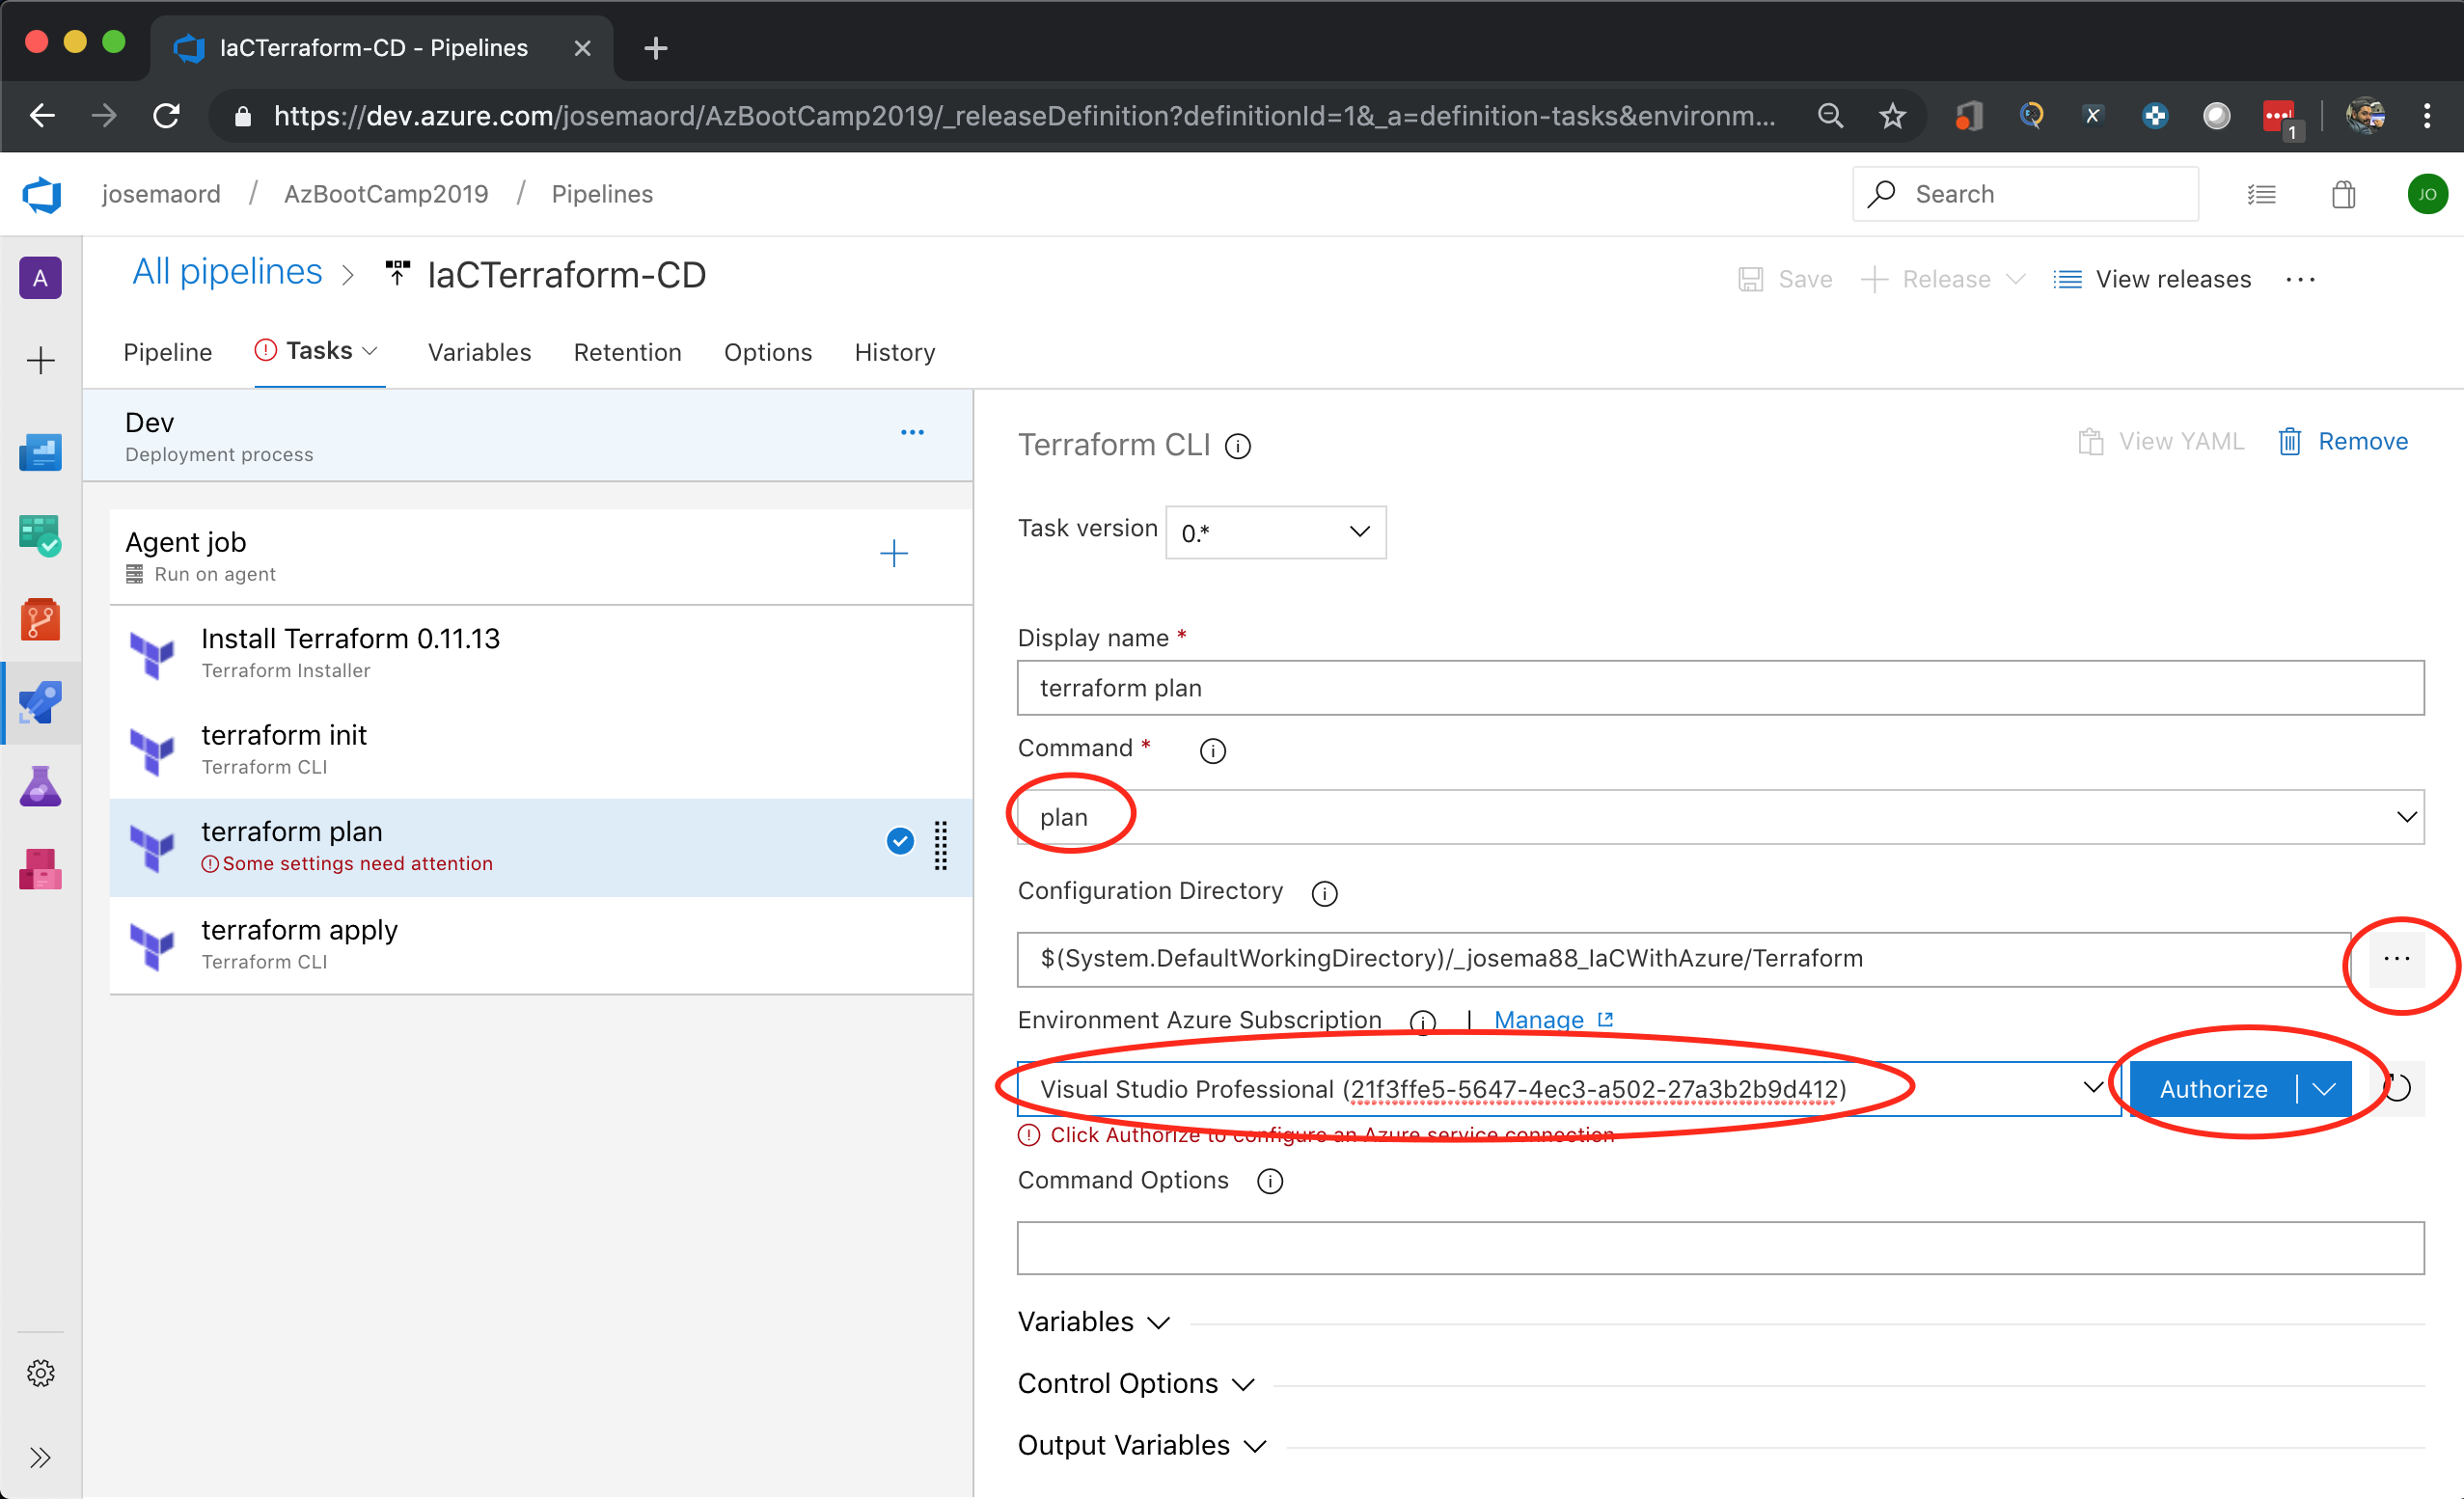 IaCTerraform-CD - Pipelines
https://dev.azure.com/josemaord/AzBootCamp2019/_releaseDefinition?definitionId=1&_a=definition-tasks&environm...
1
josemaord / AzBootCamp2019 / Pipelines
Search
JO
A
All pipelines > IaCTerraform-CD
Save
Release
View releases
Pipeline
Tasks
Variables
Retention
Options
History
Dev
Deployment process
Agent job
Run on agent
Install Terraform 0.11.13
Terraform Installer
terraform init
Terraform CLI
terraform plan
Some settings need attention
terraform apply
Terraform CLI
Terraform CLI
View YAML
Remove
Task version
0.*
Display name *
terraform plan
Command *
plan
Configuration Directory
$(System.DefaultWorkingDirectory)/_josema88_IaCWithAzure/Terraform
Environment Azure Subscription | Manage
Visual Studio Professional (21f3ffe5-5647-4ec3-a502-27a3b2b9d412)
Authorize
Click Authorize to configure an Azure service connection
Command Options
Variables
Control Options
Output Variables